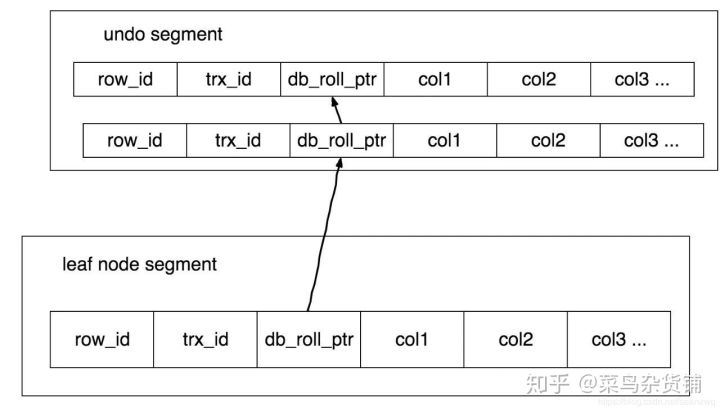 undo segment
row_id trx_id db_roll_ptr col1 col2 col3 ...
row_id trx_id db_roll_ptr col1 col2 col3 ...
leaf node segment
row_id trx_id db_roll_ptr col1 col2 col3 ...
知乎 @菜鸟杂货铺